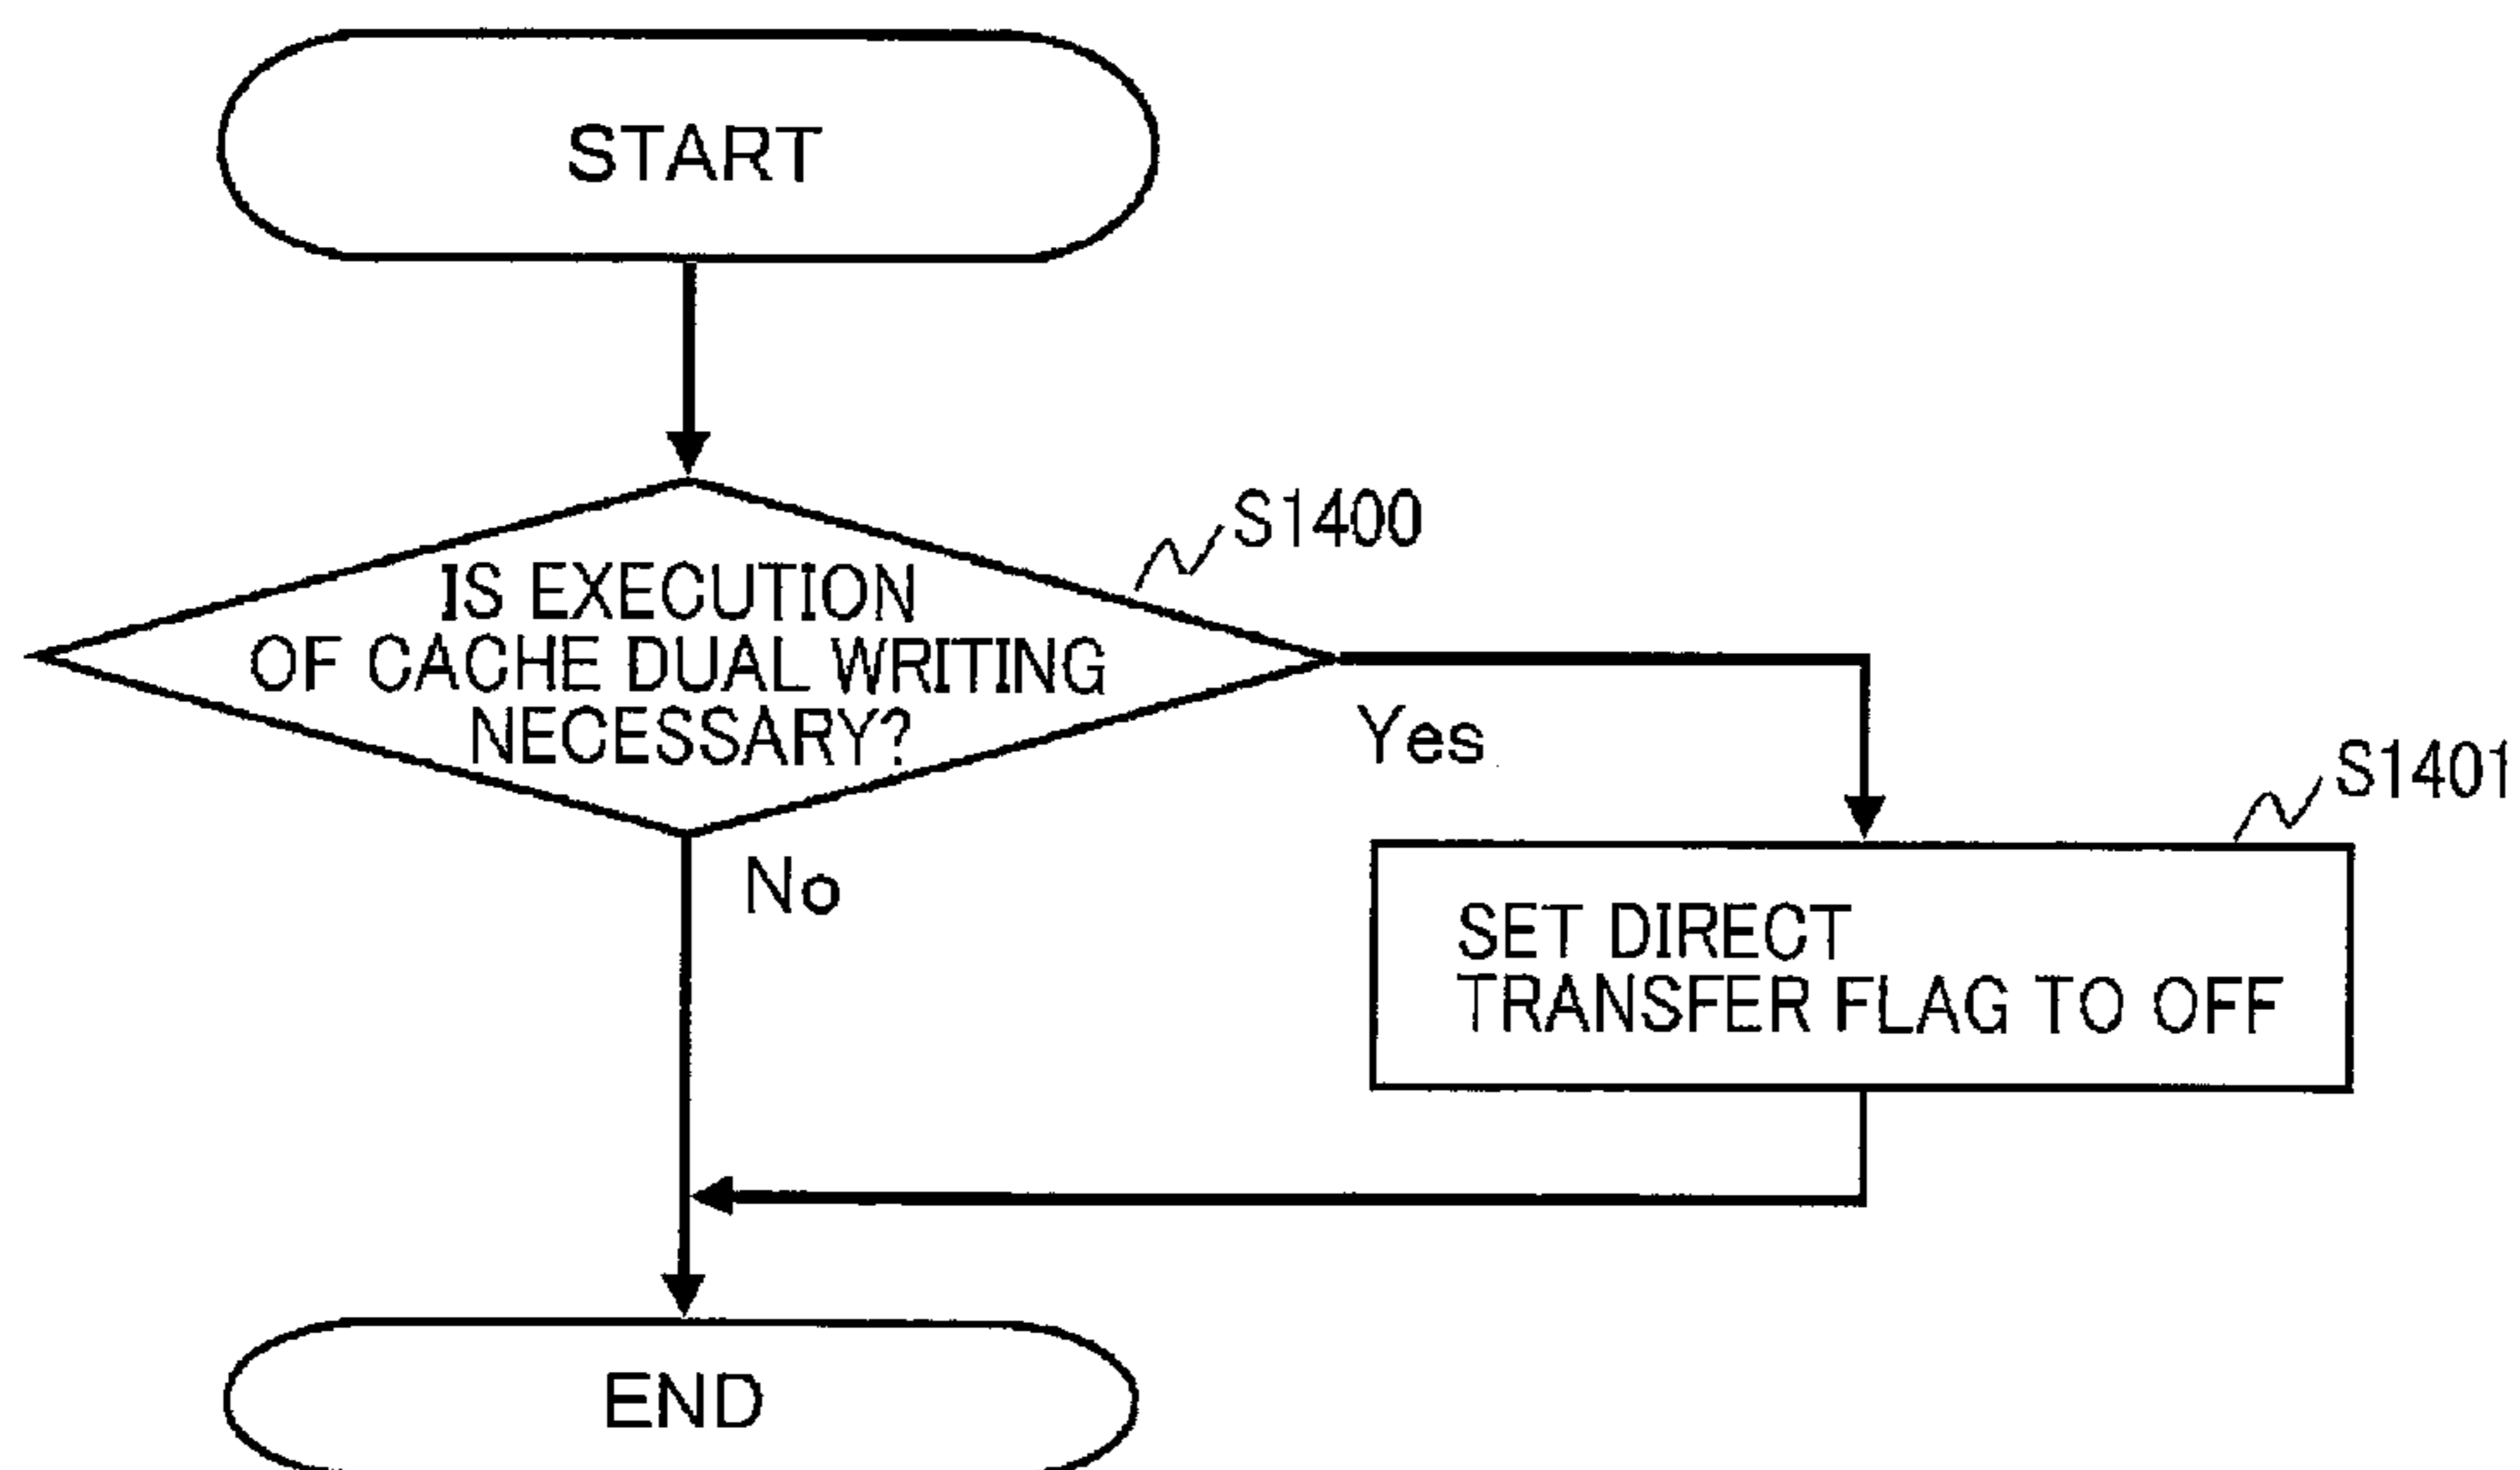 START
S1400
IS EXECUTION
OF CACHE DUAL WRITING
NECESSARY?
Yes
S1401
No
SET DIRECT
TRANSFER FLAG TO OFF
END